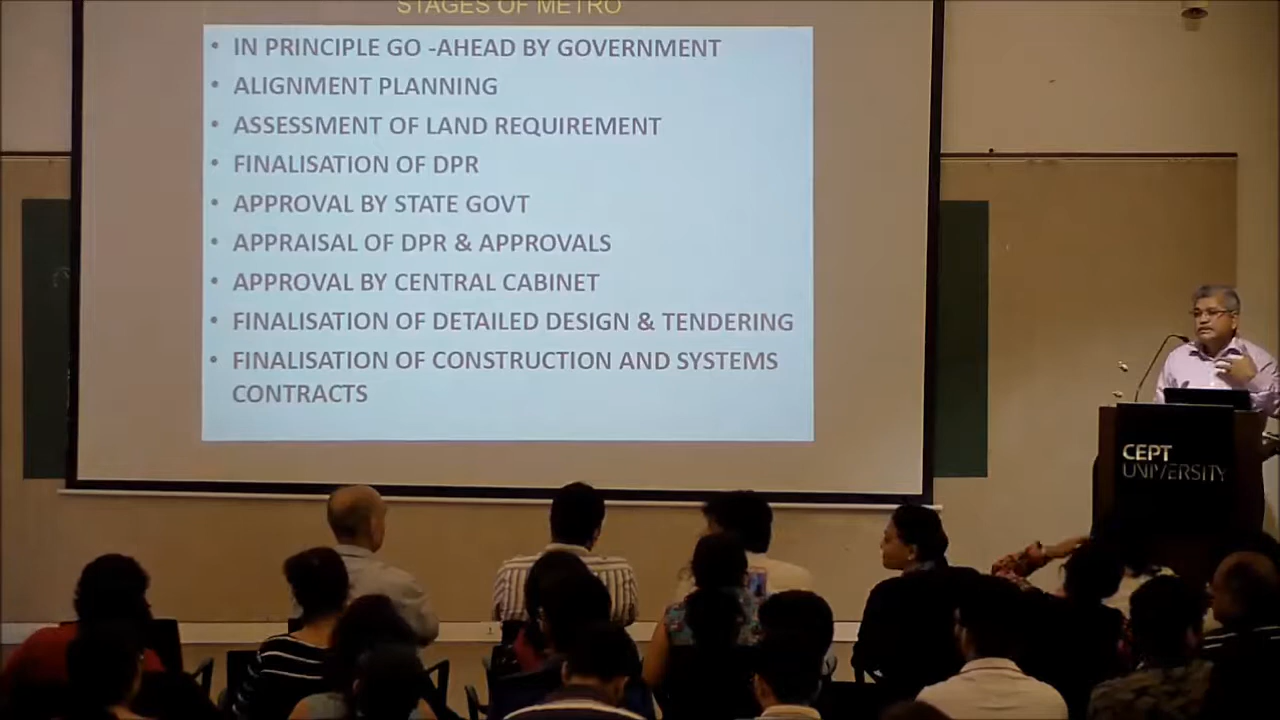 STAGES OF METRO
• IN PRINCIPLE GO -AHEAD BY GOVERNMENT
• ALIGNMENT PLANNING
• ASSESSMENT OF LAND REQUIREMENT
• FINALISATION OF DPR
• APPROVAL BY STATE GOVT
• APPRAISAL OF DPR & APPROVALS
• APPROVAL BY CENTRAL CABINET
• FINALISATION OF DETAILED DESIGN & TENDERING
• FINALISATION OF CONSTRUCTION AND SYSTEMS
CONTRACTS
CEPT
UNIVERSITY